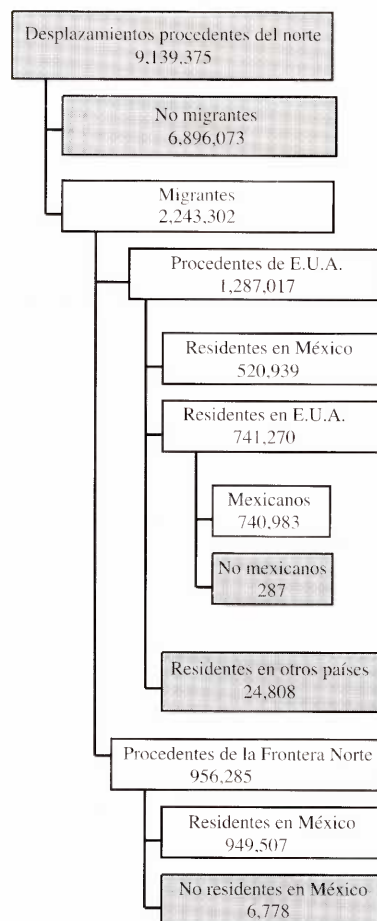 Desplazamientos procedentes del norte
9,139,375
No migrantes
6,896,073
Migrantes
2,243,302
Procedentes de E.U.A.
1,287,017
Residentes en México
520,939
Residentes en E.U.A.
741,270
Mexicanos
740,983
No mexicanos
287
Residentes en otros países
24,808
Procedentes de la Frontera Norte
956,285
Residentes en México
949,507
No residentes en México
6,778